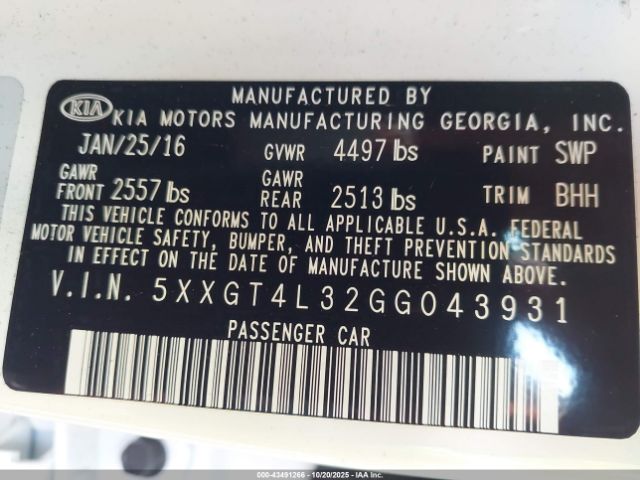 MANUFACTURED BY
KIA KIA MOTORS MANUFACTURING GEORGIA, INC.
JAN/25/16 GVWR 4497 lbs PAINT SWP
GAWR FRONT 2557 lbs GAWR REAR 2513 lbs TRIM BHH
THIS VEHICLE CONFORMS TO ALL APPLICABLE U.S.A. FEDERAL
MOTOR VEHICLE SAFETY, BUMPER, AND THEFT PREVENTION STANDARDS
IN EFFECT ON THE DATE OF MANUFACTURE SHOWN ABOVE.
V.I.N. 5XXGT4L32GG043931
PASSENGER CAR
000-43491266 - 10/20/2025 - IAA Inc.